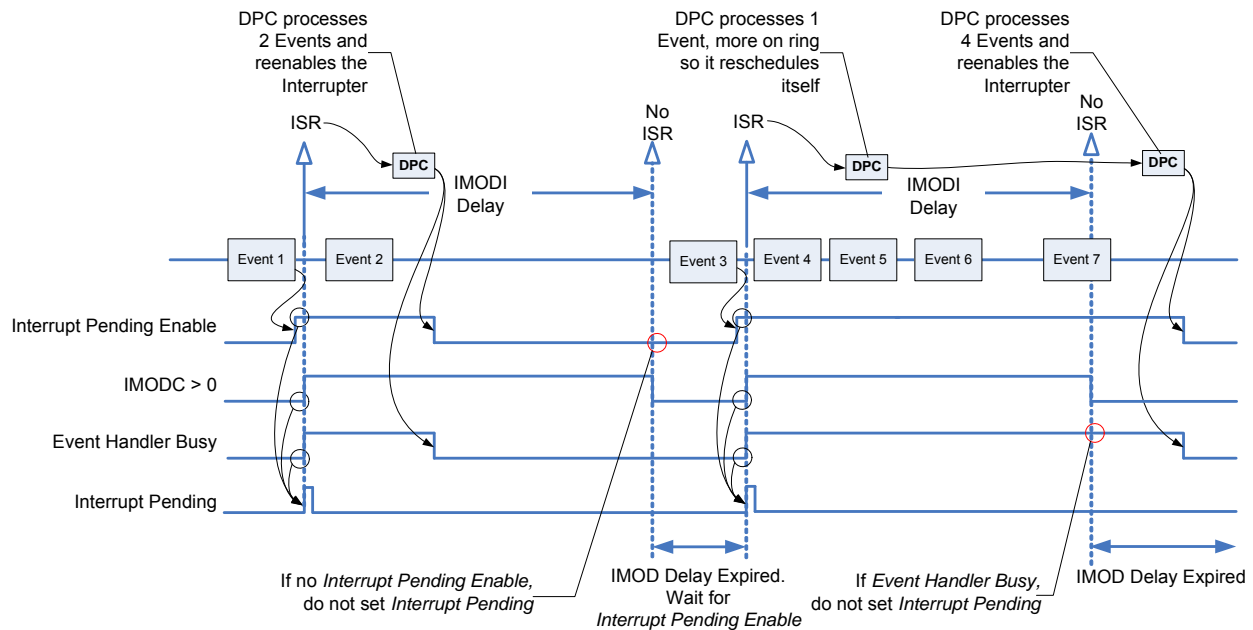 DPC processes
2 Events and
reenables the
Interrupter
DPC processes 1
Event, more on ring
so it reschedules
itself
DPC processes
4 Events and
reenables the
Interrupter
ISR
No
ISR
ISR
No
ISR
DPC
DPC
DPC
IMODI
Delay
IMODI
Delay
Event 1
Event 2
Event 3
Event 4
Event 5
Event 6
Event 7
Interrupt Pending Enable
IMODC > 0
Event Handler Busy
Interrupt Pending
If no Interrupt Pending Enable,
do not set Interrupt Pending
IMOD Delay Expired.
Wait for
Interrupt Pending Enable
If Event Handler Busy,
do not set Interrupt Pending
IMOD Delay Expired